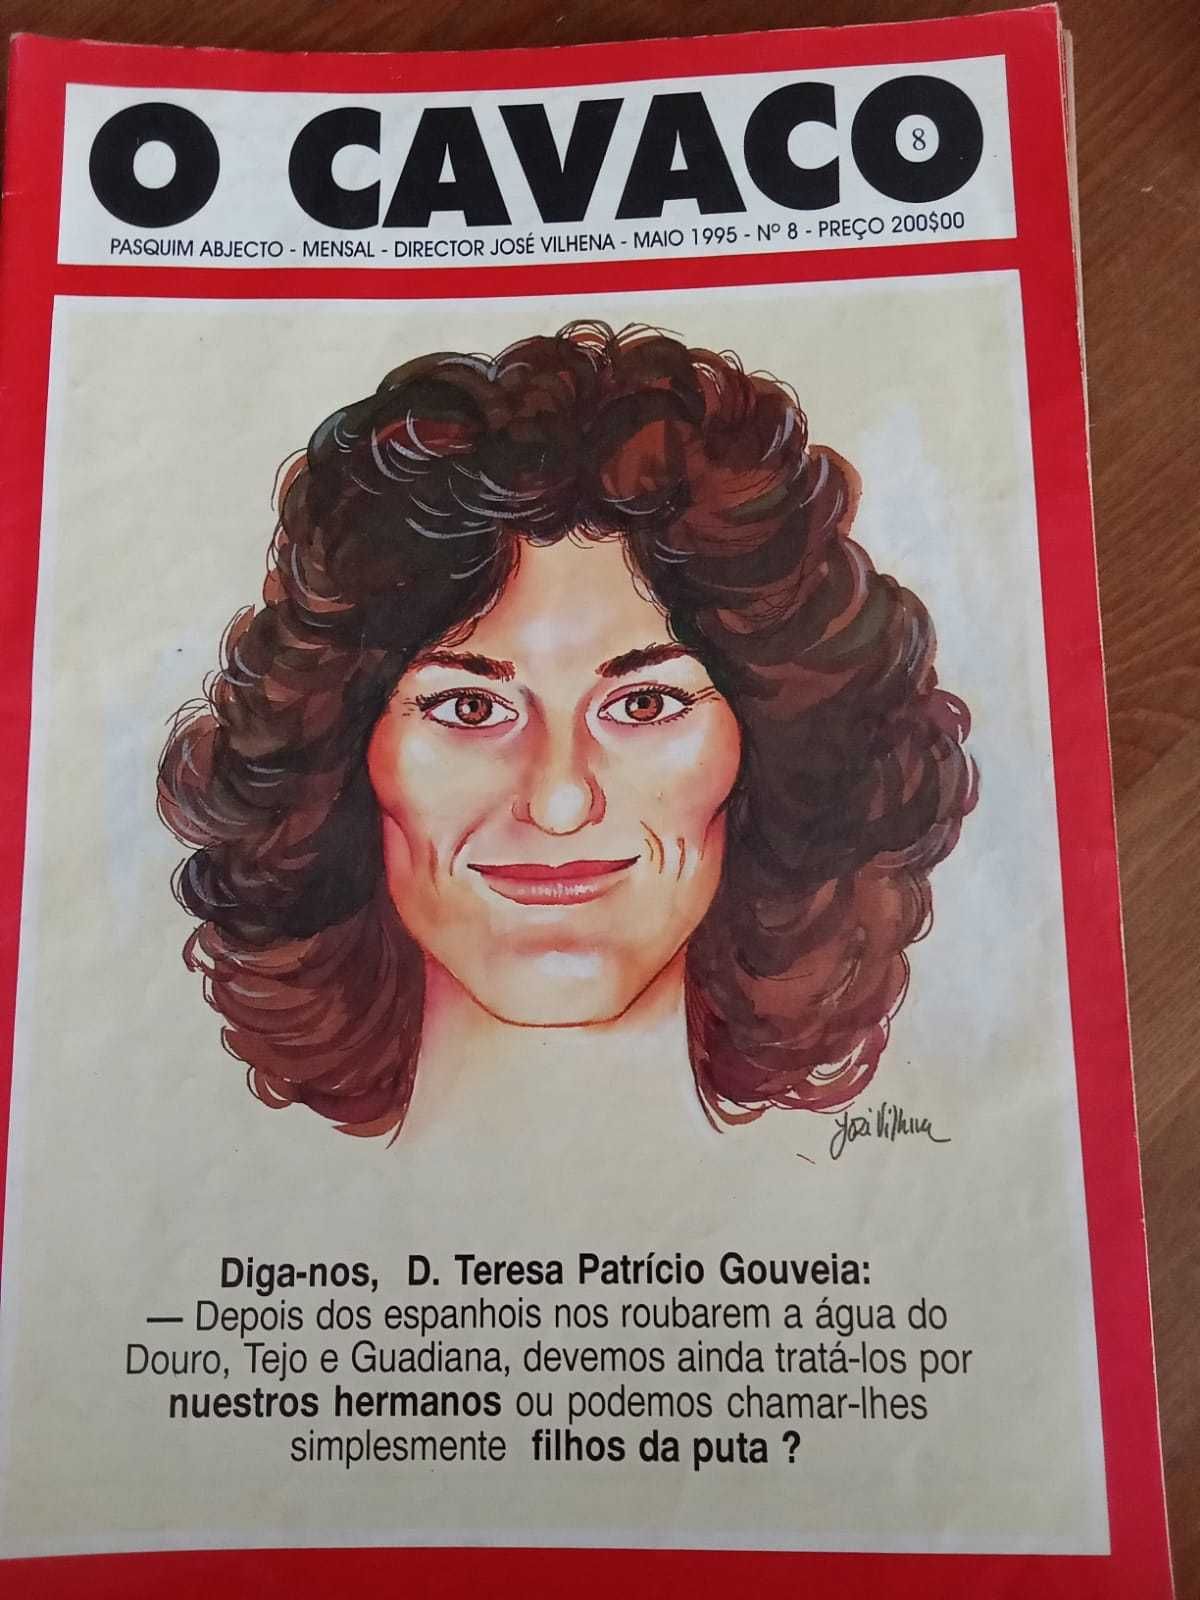 O CAVACO
8
PASQUIM ABJECTO - MENSAL - DIRECTOR JOSÉ VILHENA - MAIO 1995 - Nº 8 - PREÇO 200$00
José Vilhena
Diga-nos, D. Teresa Patrício Gouveia:
— Depois dos espanhois nos roubarem a água do
Douro, Tejo e Guadiana, devemos ainda tratá-los por
nuestros hermanos ou podemos chamar-lhes
simplesmente filhos da puta ?